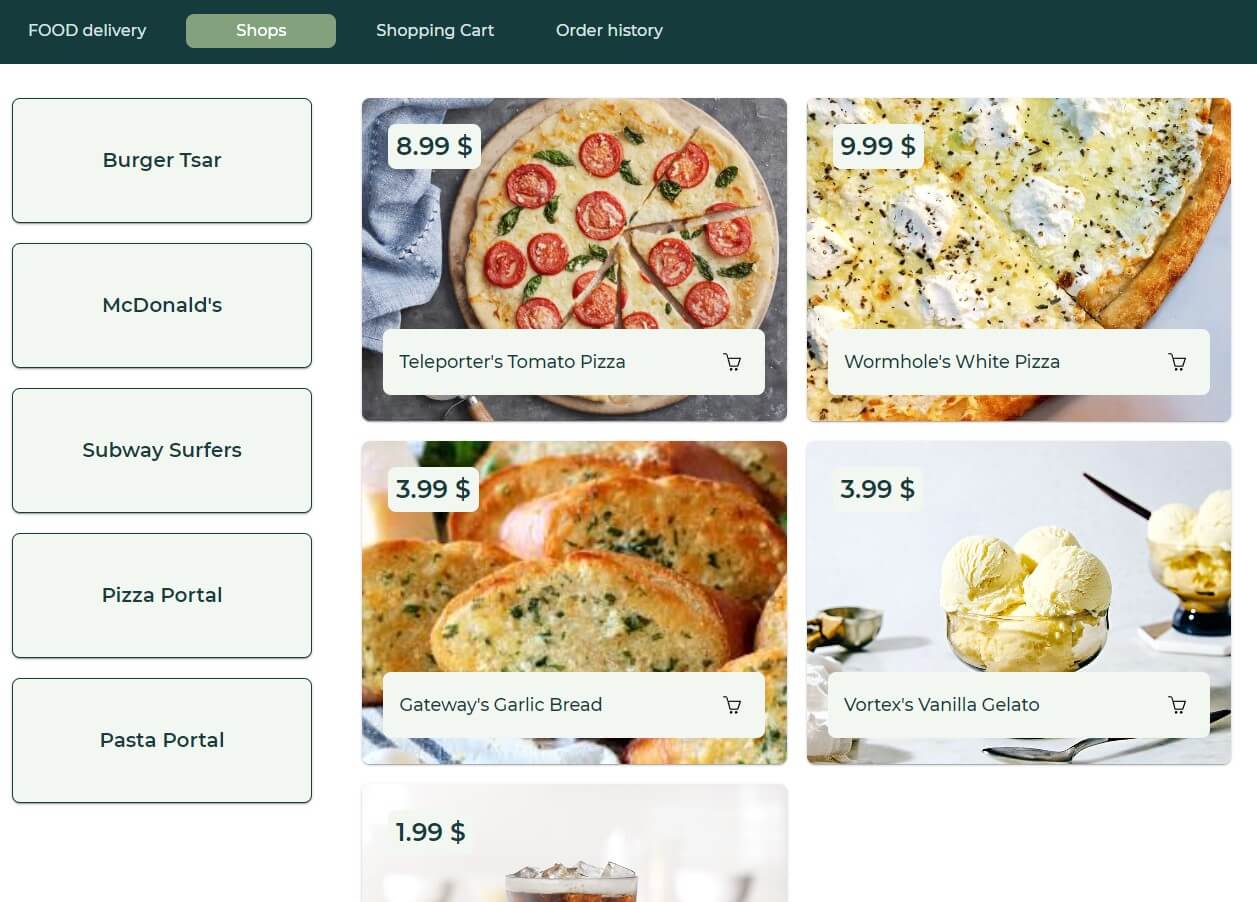 FOOD delivery
Shops
Shopping Cart
Order history
Burger Tsar
McDonald's
Subway Surfers
Pizza Portal
Pasta Portal
8.99 $
Teleporter's Tomato Pizza
9.99 $
Wormhole's White Pizza
3.99 $
Gateway's Garlic Bread
3.99 $
Vortex's Vanilla Gelato
1.99 $